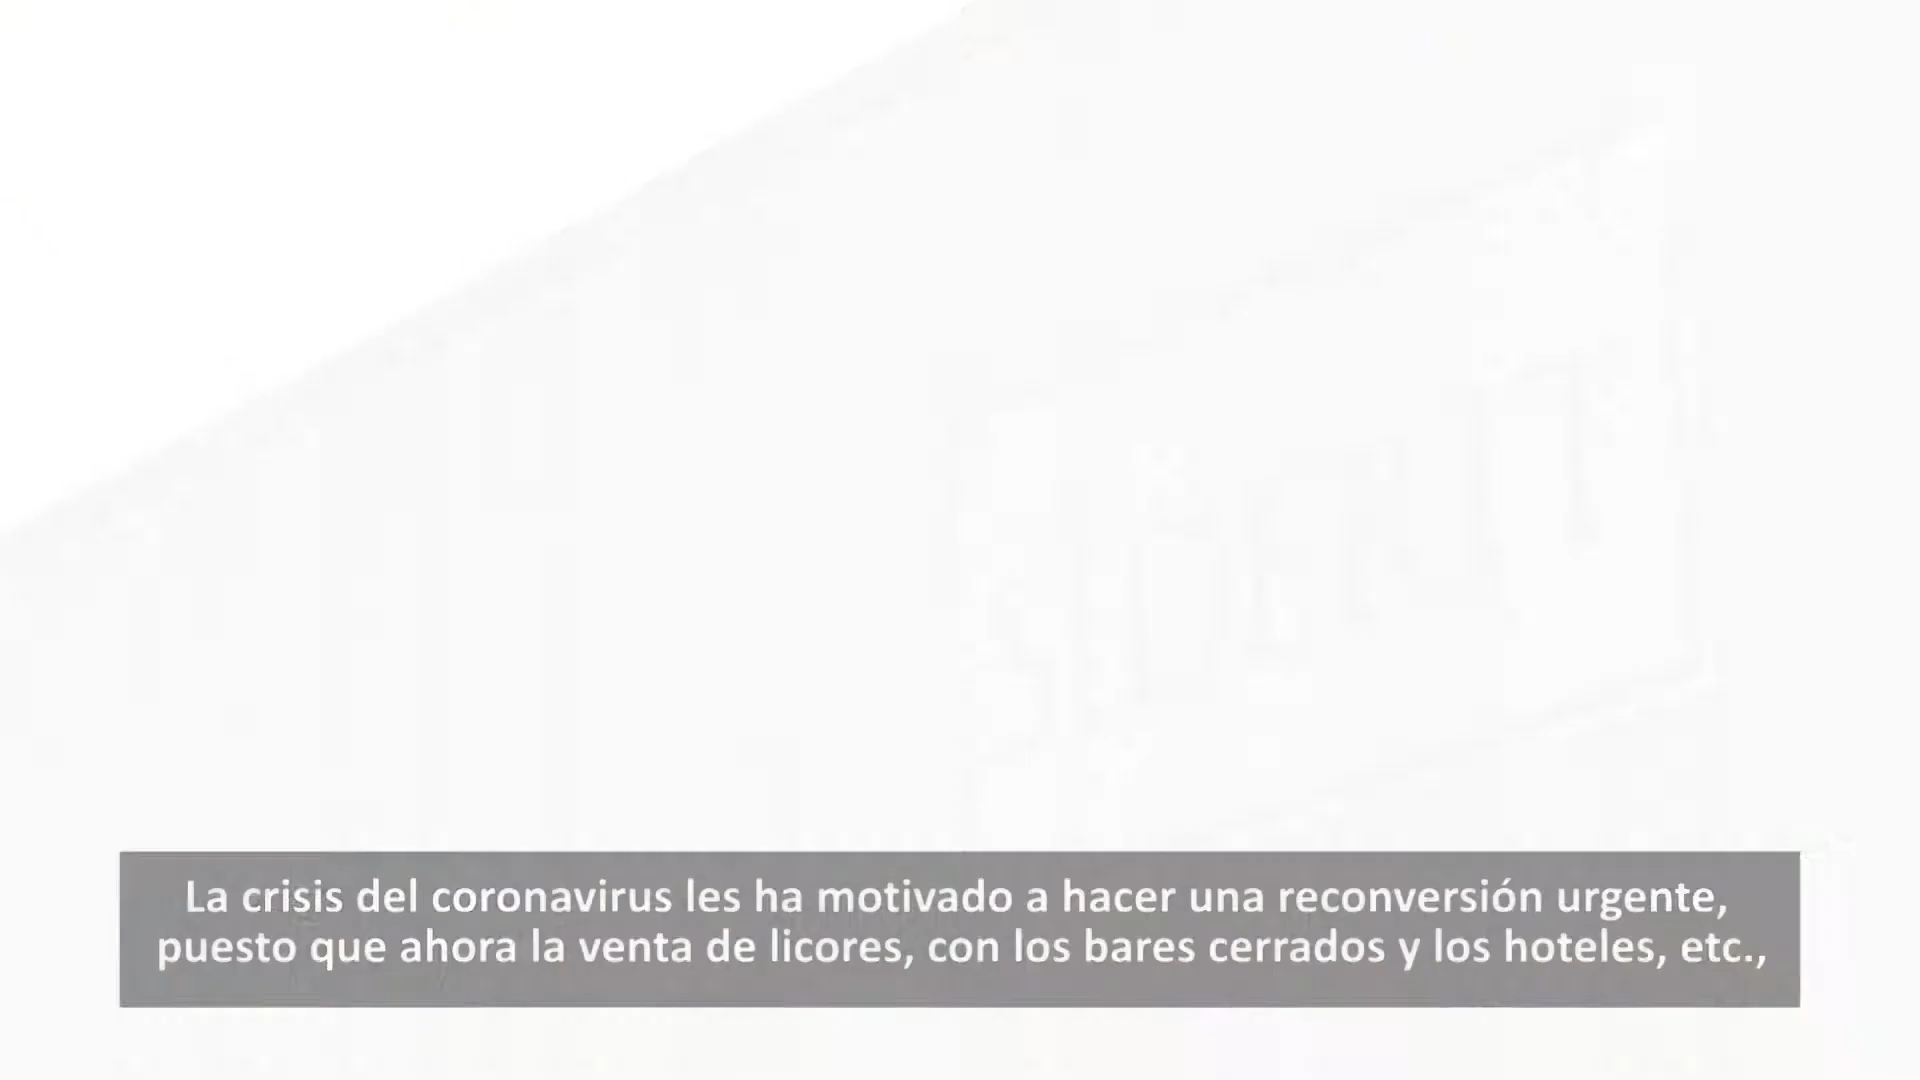 La crisis del coronavirus les ha motivado a hacer una reconversión urgente,
puesto que ahora la venta de licores, con los bares cerrados y los hoteles, etc.,